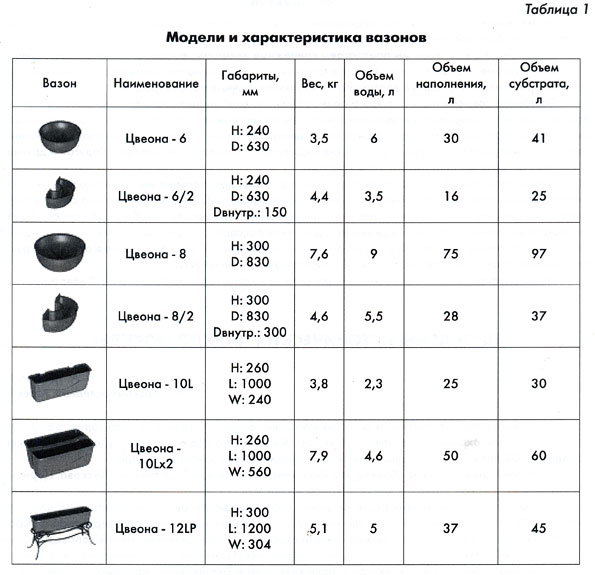 Таблица 1
Модели и характеристика вазонов
Вазон
Наименование
Габариты,
мм
Вес, кг
Объем
воды, л
Объем
наполнения,
л
Объем
субстрата,
л
Цвеона - 6
H: 240
D: 630
3,5
6
30
41
Цвеона - 6/2
H: 240
D: 630
Dвнутр.: 150
4,4
3,5
16
25
Цвеона - 8
H: 300
D: 830
7,6
9
75
97
Цвеона - 8/2
H: 300
D: 830
Dвнутр.: 300
4,6
5,5
28
37
Цвеона - 10L
H: 260
L: 1000
W: 240
3,8
2,3
25
30
Цвеона -
10Lx2
H: 260
L: 1000
W: 560
7,9
4,6
50
60
Цвеона - 12LP
H: 300
L: 1200
W: 304
5,1
5
37
45